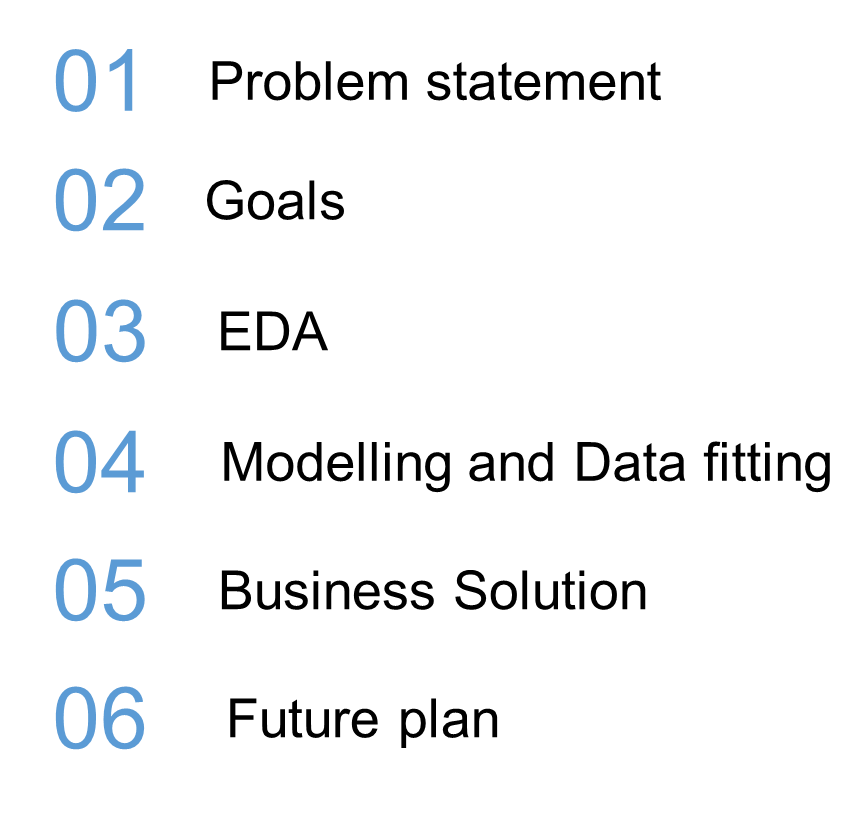 01 Problem statement
02 Goals
03 EDA
04 Modelling and Data fitting
05 Business Solution
06 Future plan